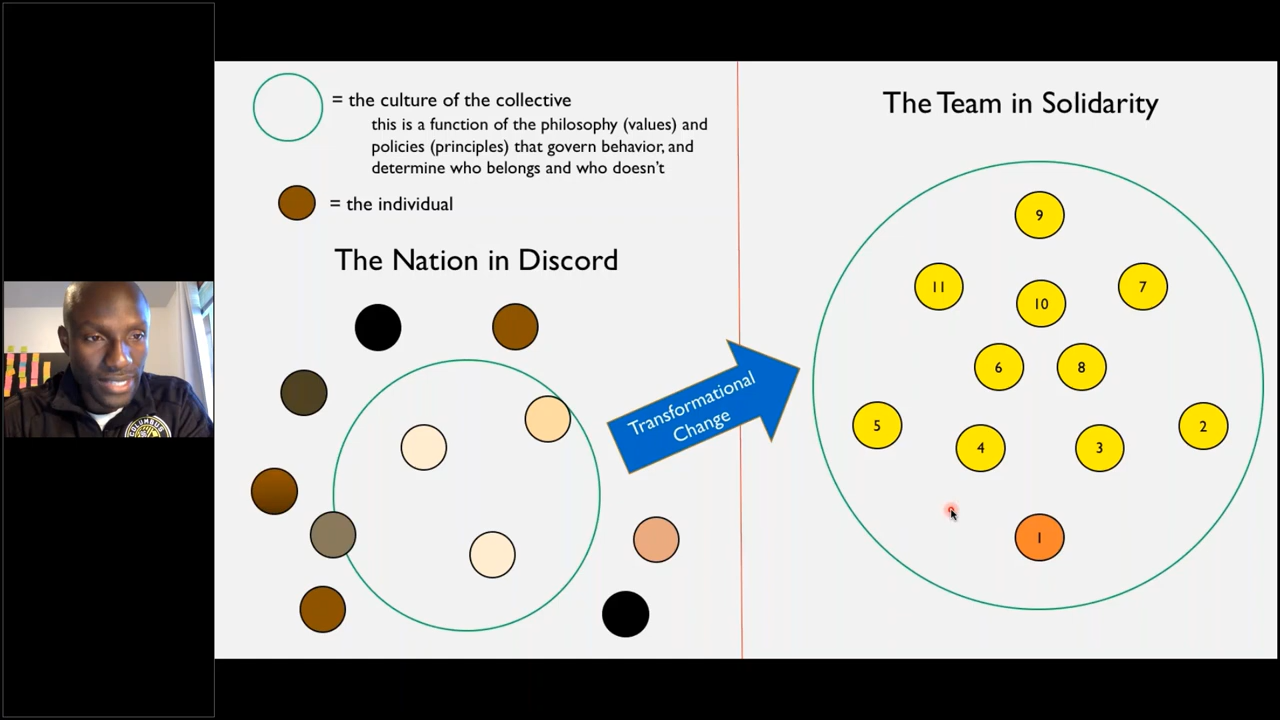 = the culture of the collective
this is a function of the philosophy (values) and
policies (principles) that govern behavior, and
determine who belongs and who doesn't
= the individual
The Nation in Discord
Transformational
Change
The Team in Solidarity
9
11
10
7
6
8
5
4
3
2
1
COLUMBUS